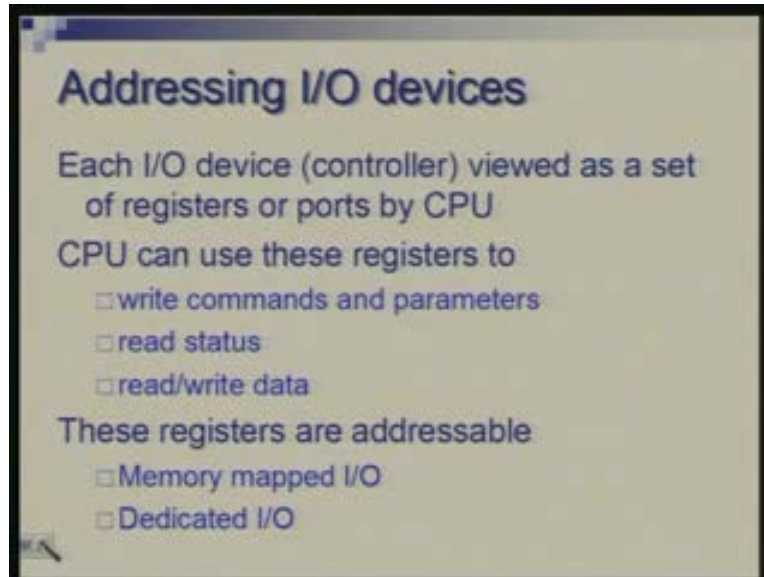 Addressing I/O devices
Each I/O device (controller) viewed as a set
of registers or ports by CPU
CPU can use these registers to
write commands and parameters
read status
read/write data
These registers are addressable
Memory mapped I/O
Dedicated I/O